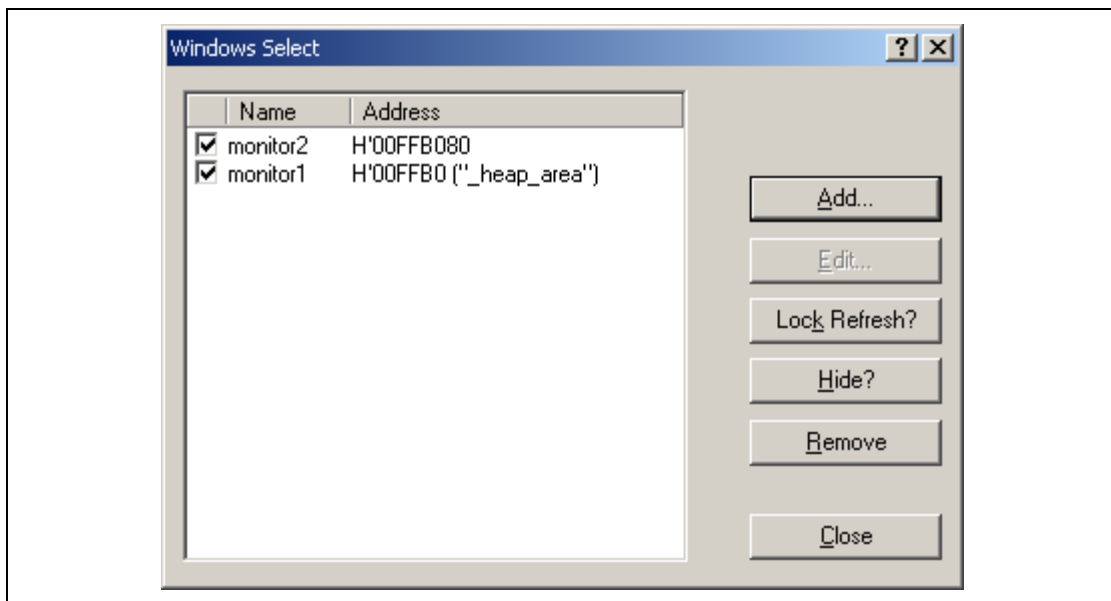 Windows Select
Name Address
monitor2 H'00FFB080
monitor1 H'00FFB0 ("_heap_area")
Add...
Edit...
Lock Refresh?
Hide?
Remove
Close